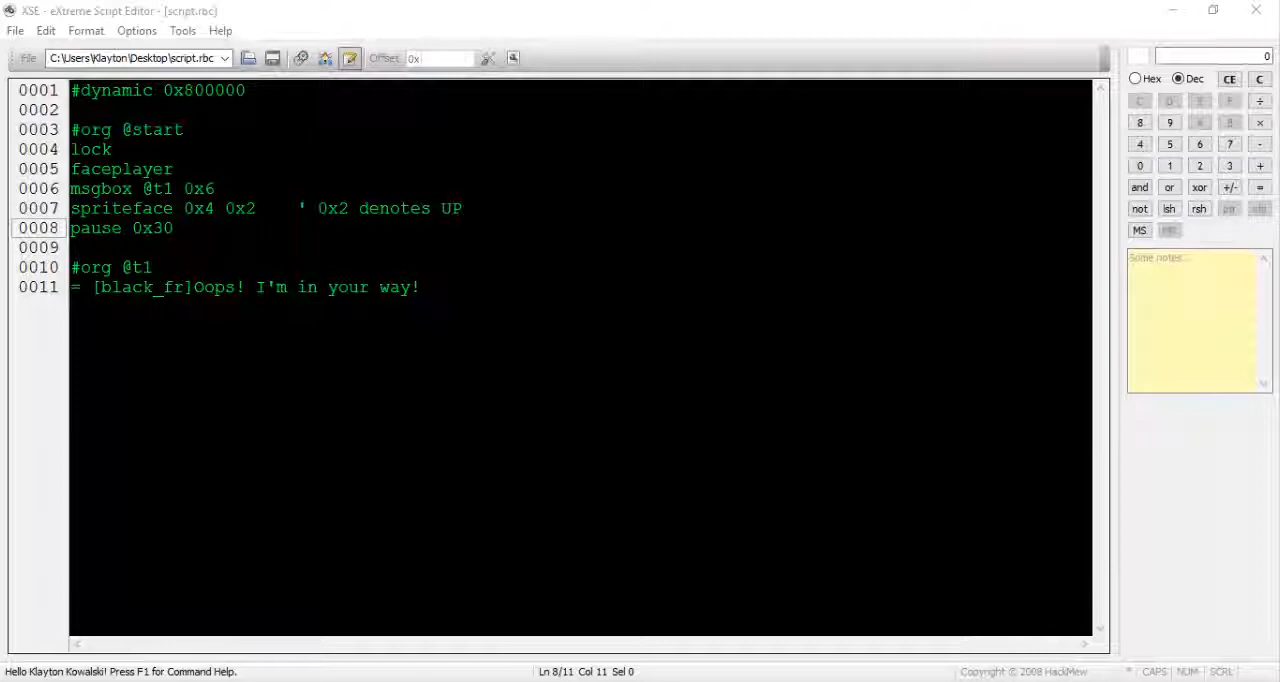 XSE - eXtreme Script Editor - [script.rbc]
File Edit Format Options Tools Help
File C:\Users\Klayton\Desktop\script.rbc Offset 0x
0
Hex Dec CE C
0001 #dynamic 0x800000
0002
0003 #org @start
0004 lock
0005 faceplayer
0006 msgbox @t1 0x6
0007 spriteface 0x4 0x2 ' 0x2 denotes UP
0008 pause 0x30
0009
0010 #org @t1
0011 = [black_fr]Oops! I'm in your way!
C D E F ÷
8 9 A B ×
4 5 6 7 -
0 1 2 3 +
and or xor +/- =
not lsh rsh
MS
Some notes...
Hello Klayton Kowalski! Press F1 for Command Help. Ln 8/11 Col 11 Sel 0 Copyright © 2008 HackMew * CAPS NUM SCRL